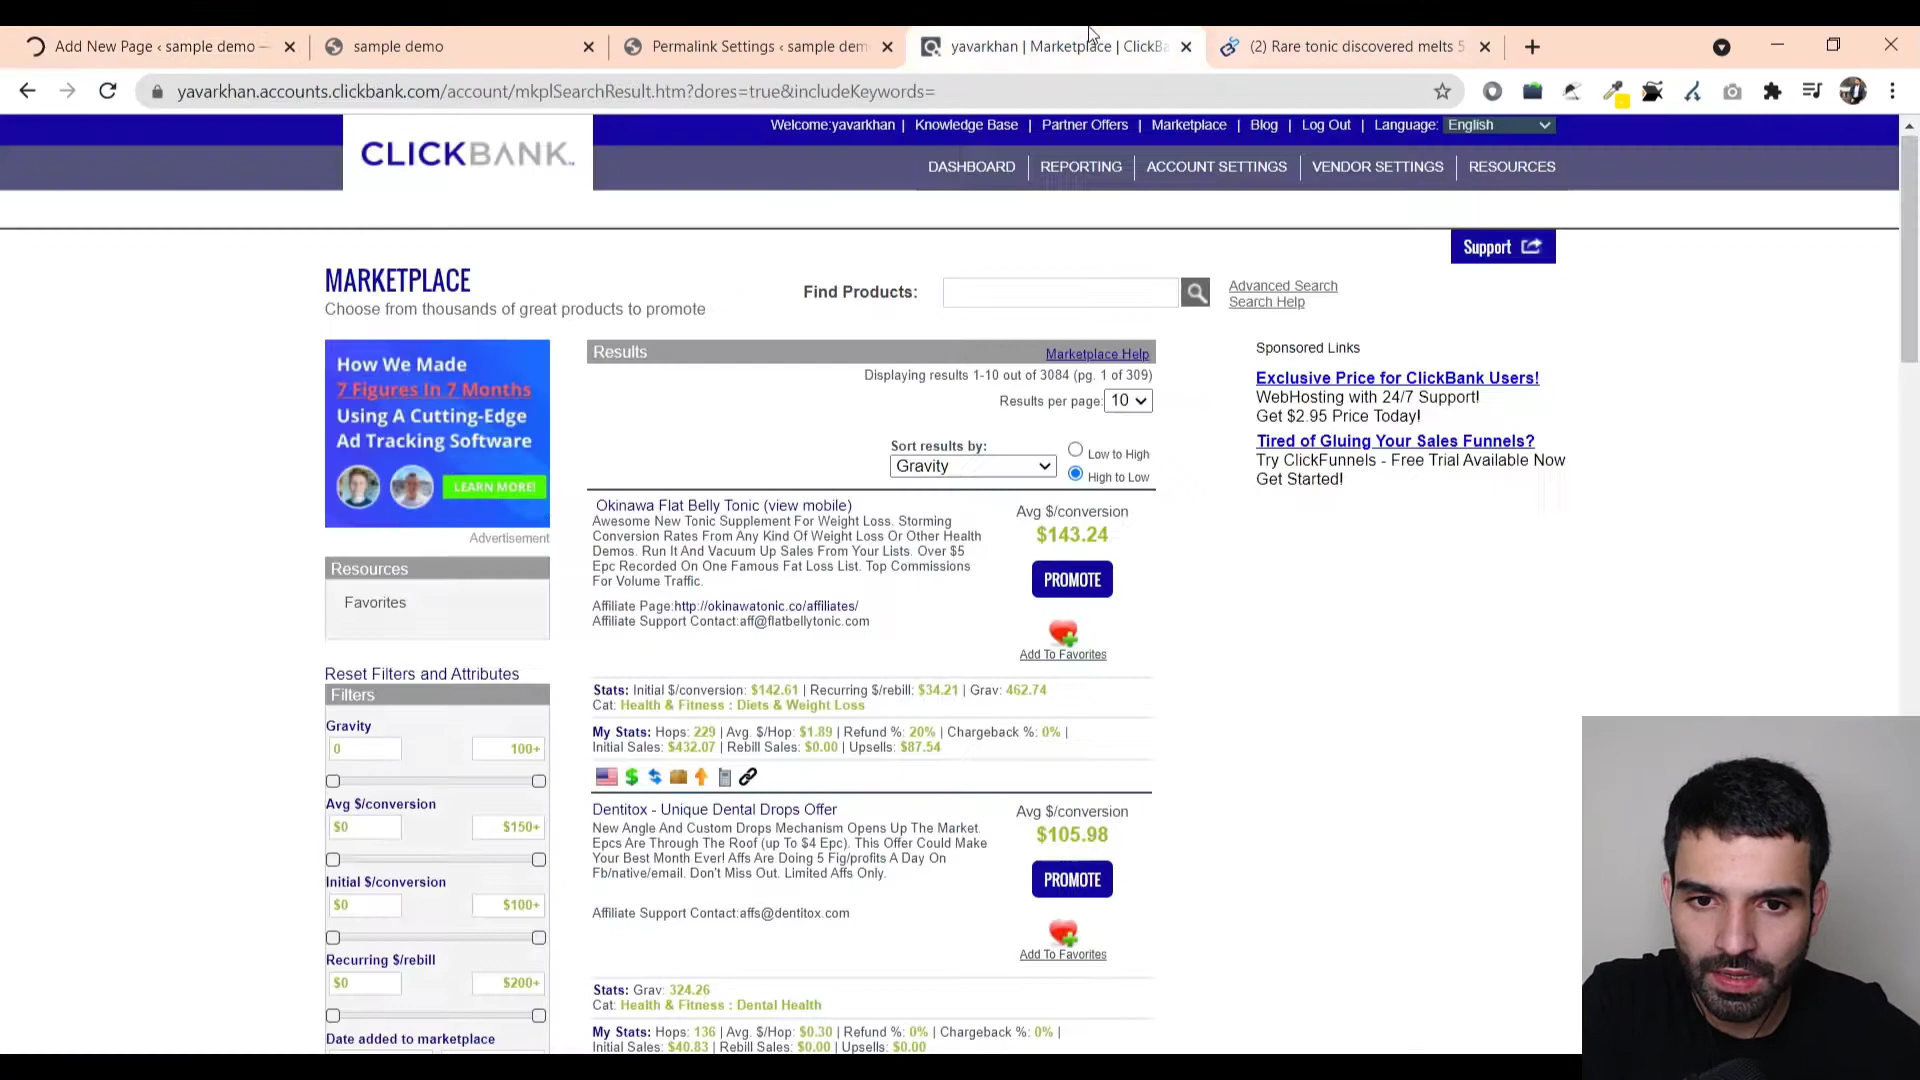 Add New Page ‹ sample demo —
sample demo
Permalink Settings ‹ sample dem
yavarkhan | Marketplace | ClickBa
(2) Rare tonic discovered melts 5
yavarkhan.accounts.clickbank.com/account/mkplSearchResult.htm?dores=true&includeKeywords=
Welcome:yavarkhan | Knowledge Base | Partner Offers | Marketplace | Blog | Log Out | Language: English
CLICKBANK
DASHBOARD | REPORTING | ACCOUNT SETTINGS | VENDOR SETTINGS | RESOURCES
Support
MARKETPLACE
Choose from thousands of great products to promote
Find Products:
Advanced Search
Search Help
How We Made
7 Figures In 7 Months
Using A Cutting-Edge
Ad Tracking Software
LEARN MORE!
Advertisement
Resources
Favorites
Reset Filters and Attributes
Filters
Gravity
0 100+
Avg $/conversion
$0 $150+
Initial $/conversion
$0 $100+
Recurring $/rebill
$0 $200+
Date added to marketplace
Results
Marketplace Help
Displaying results 1-10 out of 3084 (pg. 1 of 309)
Results per page: 10
Sort results by:
Gravity
Low to High
High to Low
Okinawa Flat Belly Tonic (view mobile)
Awesome New Tonic Supplement For Weight Loss. Storming
Conversion Rates From Any Kind Of Weight Loss Or Other Health
Demos. Run It And Vacuum Up Sales From Your Lists. Over $5
Epc Recorded On One Famous Fat Loss List. Top Commissions
For Volume Traffic.
Affiliate Page:http://okinawatonic.co/affiliates/
Affiliate Support Contact:aff@flatbellytonic.com
Avg $/conversion
$143.24
PROMOTE
Add To Favorites
Stats: Initial $/conversion: $142.61 | Recurring $/rebill: $34.21 | Grav: 462.74
Cat: Health & Fitness : Diets & Weight Loss
My Stats: Hops: 229 | Avg. $/Hop: $1.89 | Refund %: 20% | Chargeback %: 0% |
Initial Sales: $432.07 | Rebill Sales: $0.00 | Upsells: $87.54
Dentitox - Unique Dental Drops Offer
New Angle And Custom Drops Mechanism Opens Up The Market.
Epcs Are Through The Roof (up To $4 Epc). This Offer Could Make
Your Best Month Ever! Affs Are Doing 5 Fig/profits A Day On
Fb/native/email. Don't Miss Out. Limited Affs Only.
Affiliate Support Contact:affs@dentitox.com
Avg $/conversion
$105.98
PROMOTE
Add To Favorites
Stats: Grav: 324.26
Cat: Health & Fitness : Dental Health
My Stats: Hops: 136 | Avg. $/Hop: $0.30 | Refund %: 0% | Chargeback %: 0% |
Initial Sales: $40.83 | Rebill Sales: $0.00 | Upsells: $0.00
Sponsored Links
Exclusive Price for ClickBank Users!
WebHosting with 24/7 Support!
Get $2.95 Price Today!
Tired of Gluing Your Sales Funnels?
Try ClickFunnels - Free Trial Available Now
Get Started!